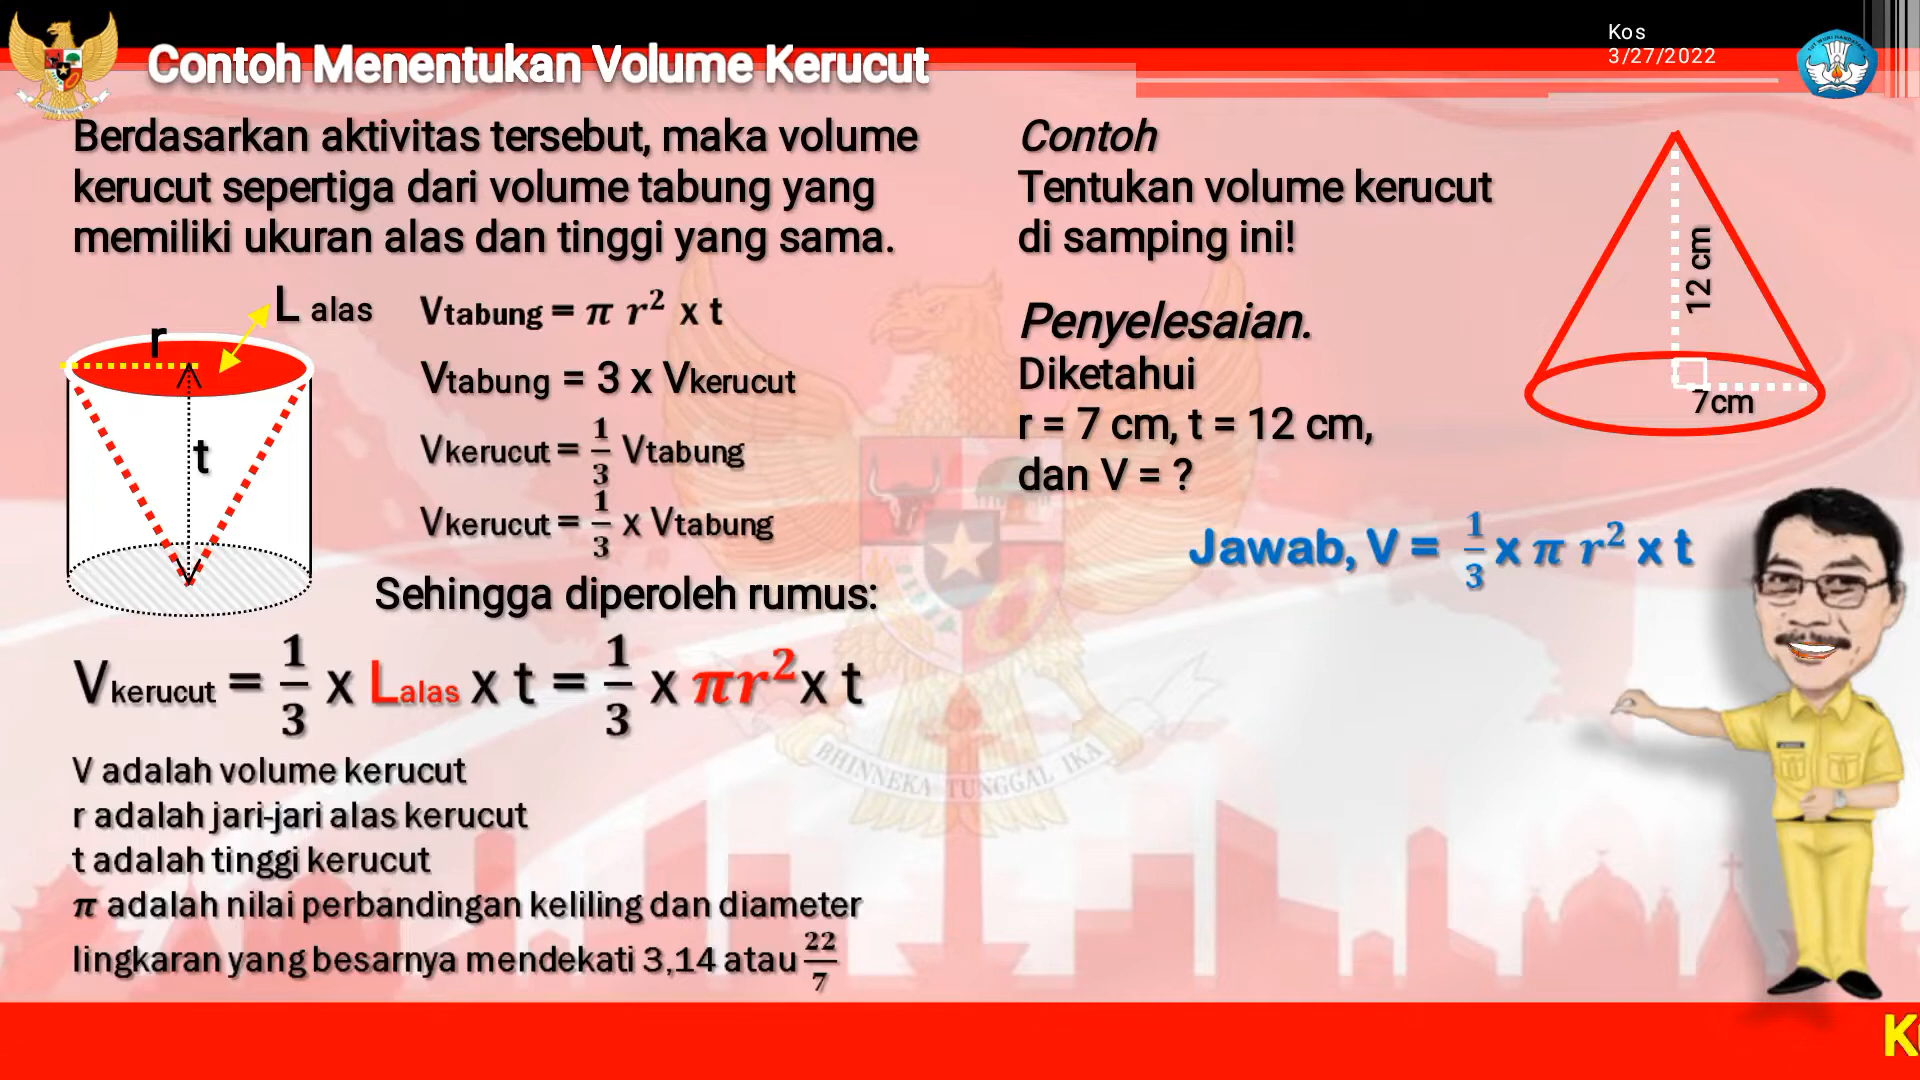 Kos
3/27/2022
Contoh Menentukan Volume Kerucut
Berdasarkan aktivitas tersebut, maka volume
kerucut sepertiga dari volume tabung yang
memiliki ukuran alas dan tinggi yang sama.
L alas
r
t
Vtabung = π r² x t
Vtabung = 3 x Vkerucut
Vkerucut = 1/3 Vtabung
Vkerucut = 1/3 x Vtabung
Sehingga diperoleh rumus:
Vkerucut = 1/3 x Lalas x t = 1/3 x πr² x t
V adalah volume kerucut
r adalah jari-jari alas kerucut
t adalah tinggi kerucut
π adalah nilai perbandingan keliling dan diameter
lingkaran yang besarnya mendekati 3,14 atau 22/7
Contoh
Tentukan volume kerucut
di samping ini!
12 cm
7cm
Penyelesaian.
Diketahui
r = 7 cm, t = 12 cm,
dan V = ?
Jawab, V = 1/3 x π r² x t
BHINNEKA TUNGGAL IKA